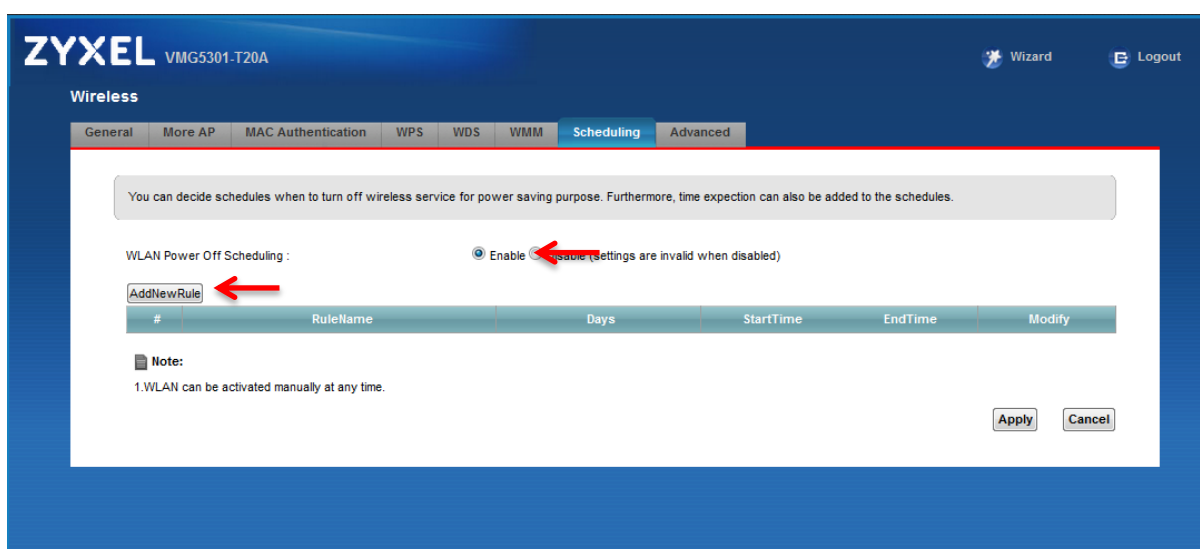 ZYXEL VMG5301-T20A
Wizard
Logout
Wireless
General More AP MAC Authentication WPS WDS WMM Scheduling Advanced
You can decide schedules when to turn off wireless service for power saving purpose. Furthermore, time expection can also be added to the schedules.
WLAN Power Off Scheduling : Enable (settings are invalid when disabled)
AddNewRule
# RuleName Days StartTime EndTime Modify
Note:
1.WLAN can be activated manually at any time.
Apply Cancel